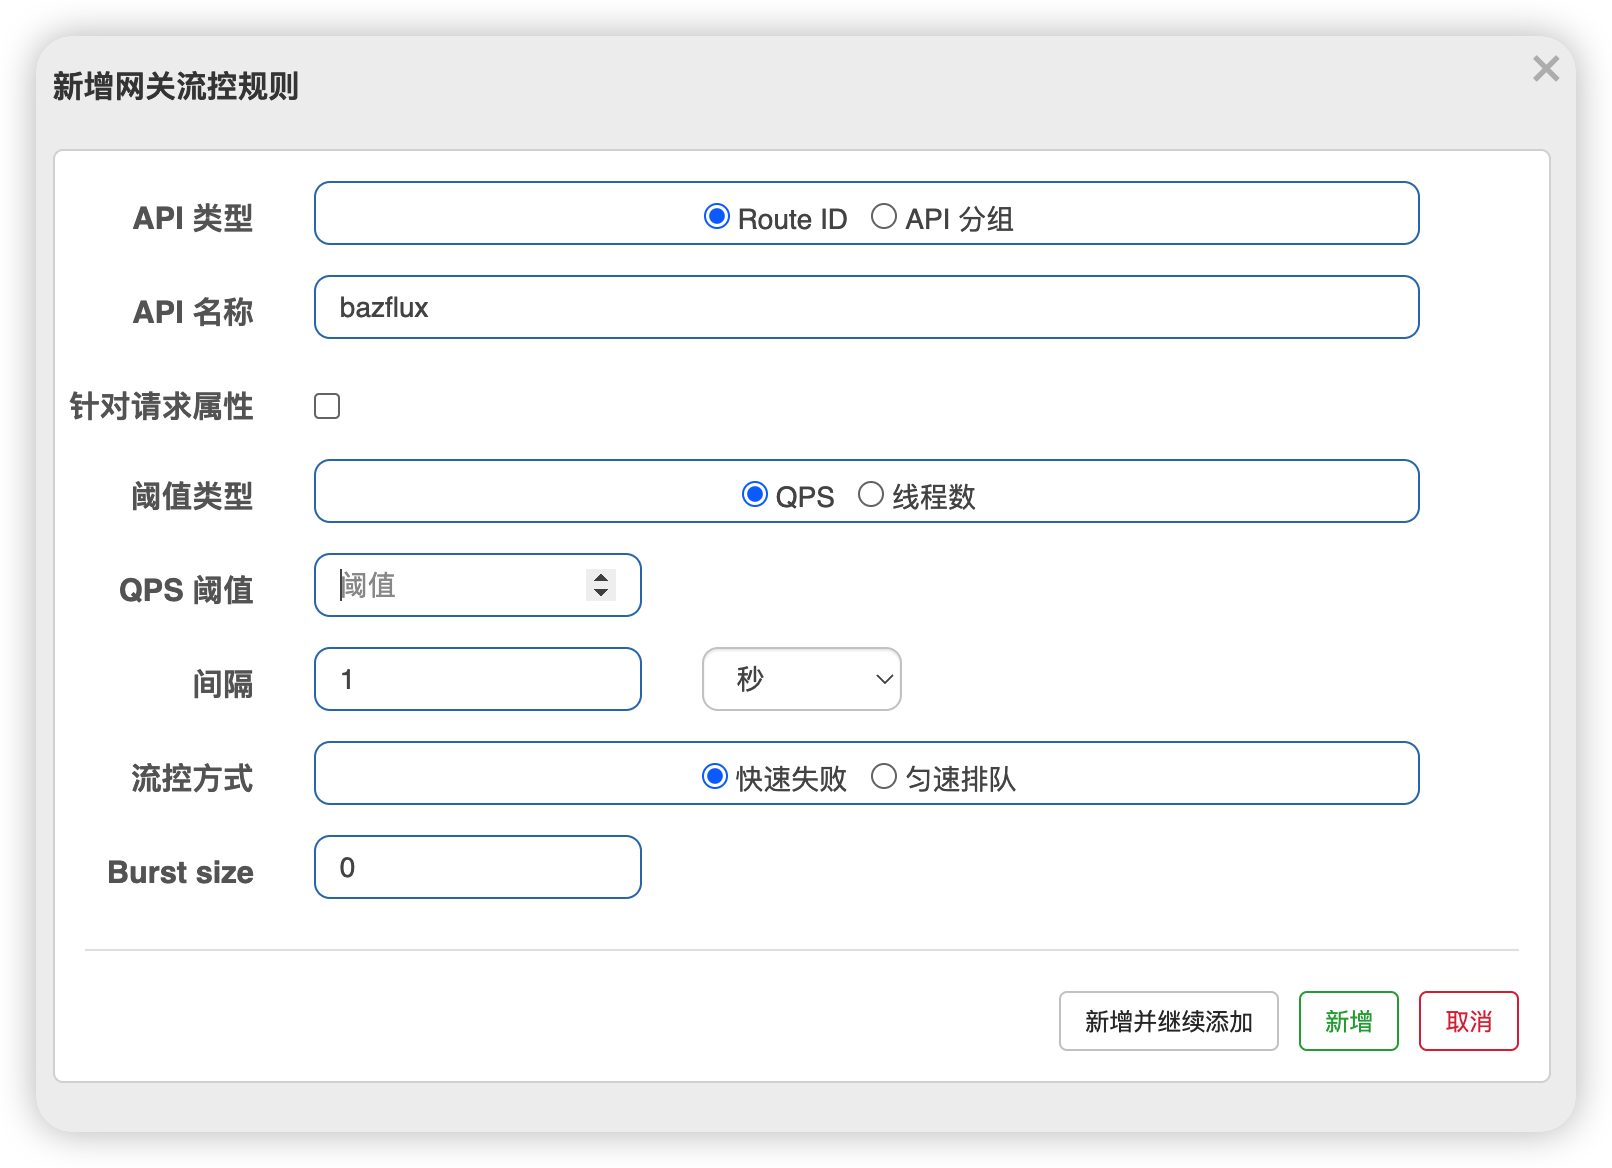 新增网关流控规则
API 类型
Route ID API 分组
API 名称
bazflux
针对请求属性
阈值类型
QPS 线程数
QPS 阈值
阈值
间隔
1
秒
流控方式
快速失败 匀速排队
Burst size
0
新增并继续添加 新增 取消